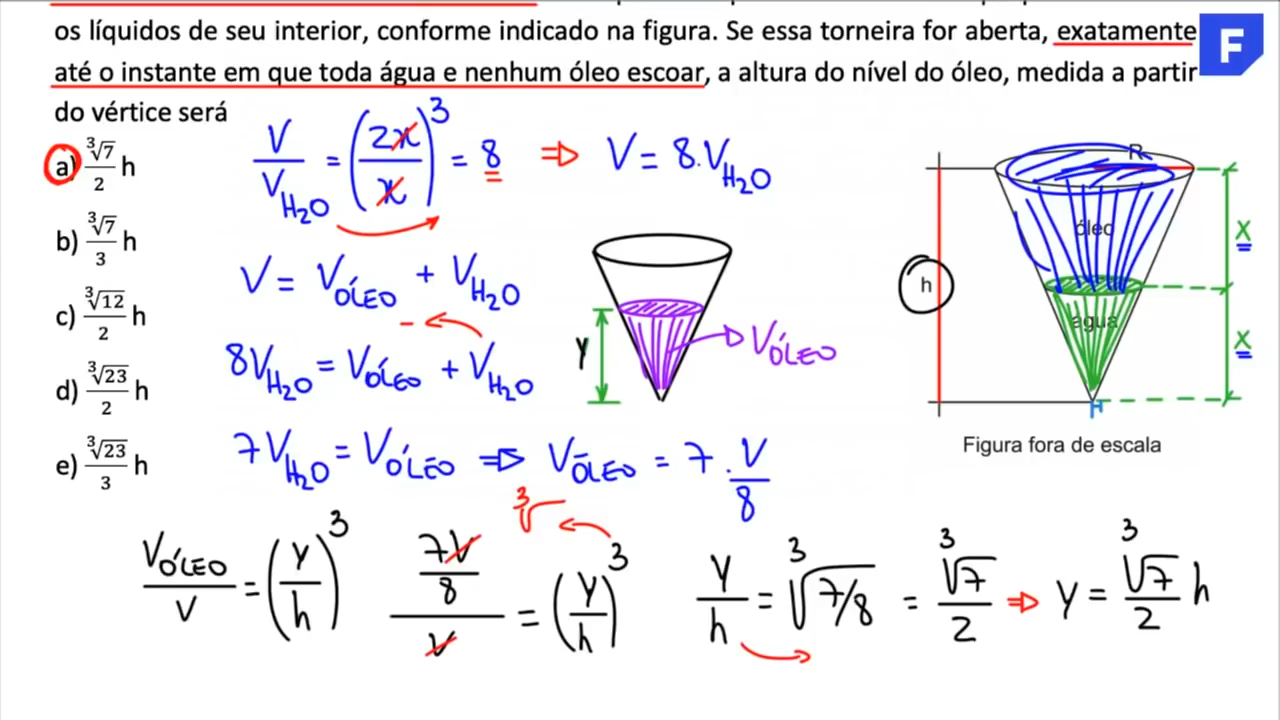 os líquidos de seu interior, conforme indicado na figura. Se essa torneira for aberta, exatamente
até o instante em que toda água e nenhum óleo escoar, a altura do nível do óleo, medida a partir
do vértice será
F
a) ∛7/2 h
b) ∛7/3 h
c) ∛12/2 h
d) ∛23/2 h
e) ∛23/3 h
V/V_H₂O = (2x/x)³ = 8 ⇒ V = 8.V_H₂O
V = V_ÓLEO + V_H₂O
8V_H₂O = V_ÓLEO + V_H₂O
-
7V_H₂O = V_ÓLEO ⇒ V_ÓLEO = 7 . V/8
Y
V_ÓLEO
R
óleo
água
h
X
X
Figura fora de escala
V_ÓLEO/V = (y/h)³
(7V/8)/V = (y/h)³
∛
y/h = ∛(7/8) = ∛7/2 ⇒ y = ∛7/2 h